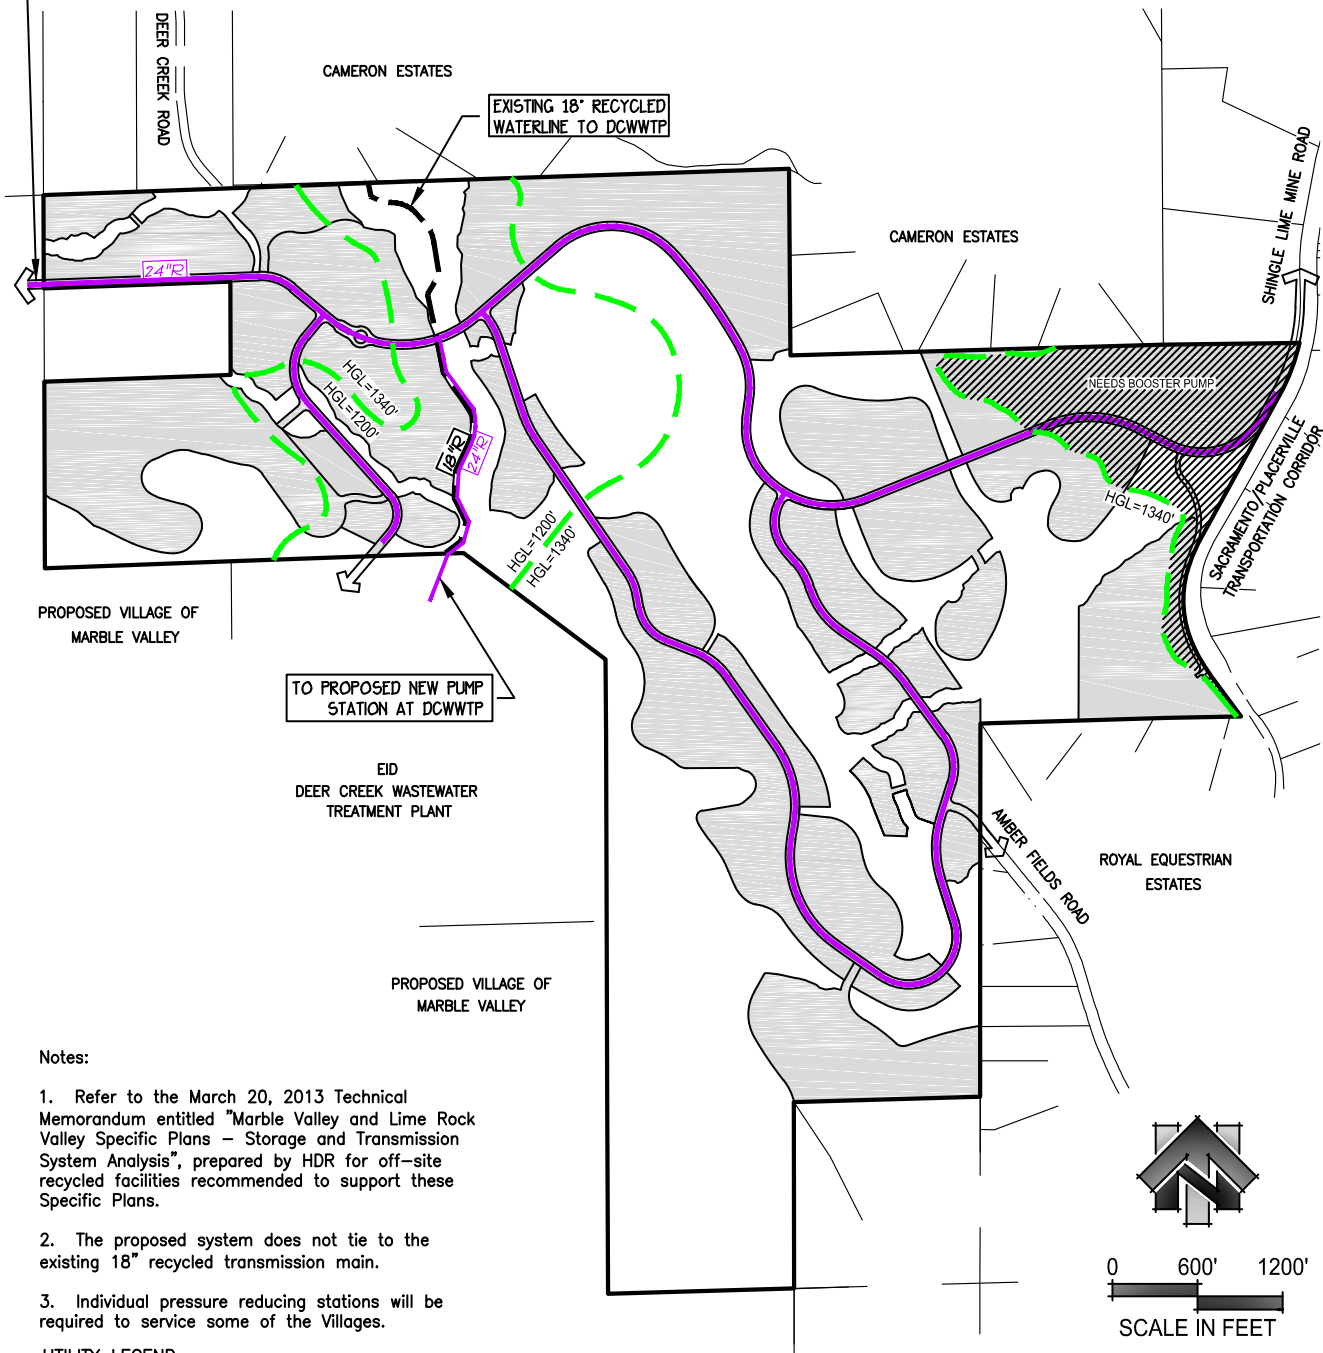 DEER CREEK ROAD
CAMERON ESTATES
EXISTING 18" RECYCLED
WATERLINE TO DCWWTP
CAMERON ESTATES
SHINGLE LIME MINE ROAD
24"R
HGL=1340'
HGL=1200'
18"R
24"R
NEEDS BOOSTER PUMP
HGL=1340'
SACRAMENTO/PLACERVILLE
TRANSPORTATION CORRIDOR
HGL=1200'
HGL=1340'
PROPOSED VILLAGE OF
MARBLE VALLEY
TO PROPOSED NEW PUMP
STATION AT DCWWTP
EID
DEER CREEK WASTEWATER
TREATMENT PLANT
AMBER FIELDS ROAD
ROYAL EQUESTRIAN
ESTATES
PROPOSED VILLAGE OF
MARBLE VALLEY
Notes:
1. Refer to the March 20, 2013 Technical
Memorandum entitled "Marble Valley and Lime Rock
Valley Specific Plans – Storage and Transmission
System Analysis", prepared by HDR for off–site
recycled facilities recommended to support these
Specific Plans.
2. The proposed system does not tie to the
existing 18" recycled transmission main.
3. Individual pressure reducing stations will be
required to service some of the Villages.
UTILITY LEGEND
0 600' 1200'
SCALE IN FEET